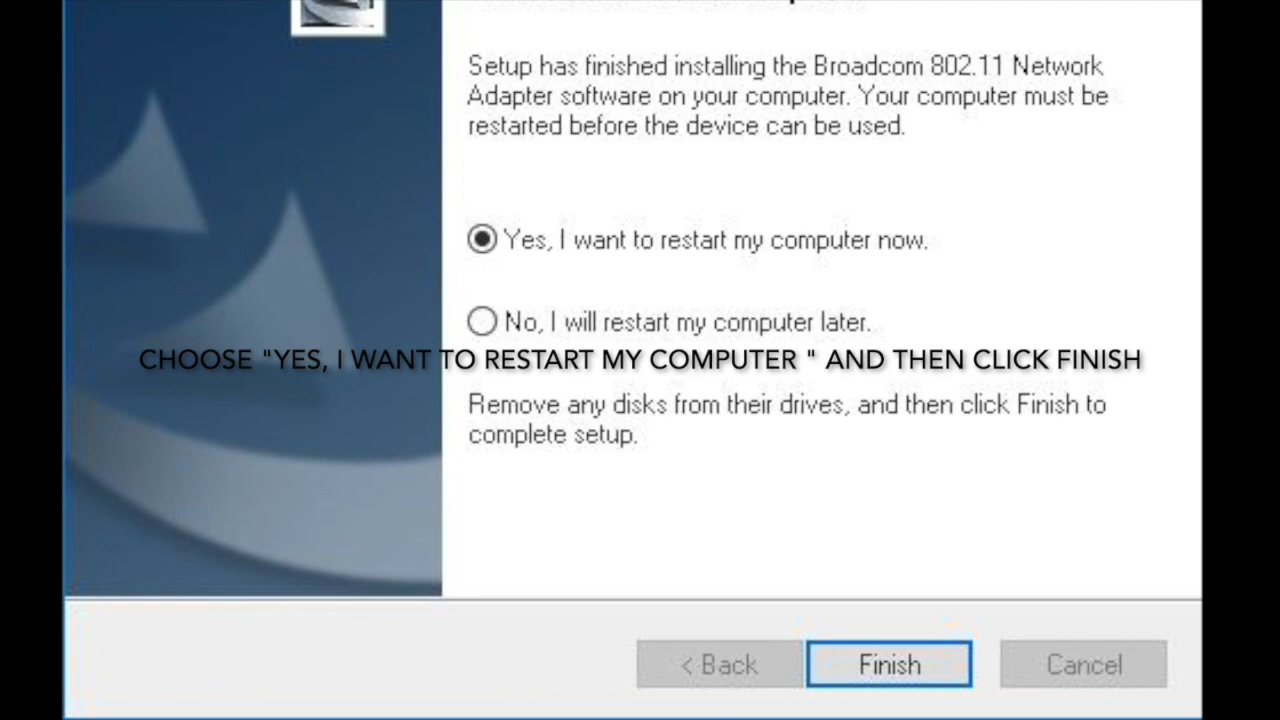 Setup has finished installing the Broadcom 802.11 Network
Adapter software on your computer. Your computer must be
restarted before the device can be used.
Yes, I want to restart my computer now.
No, I will restart my computer later.
CHOOSE "YES, I WANT TO RESTART MY COMPUTER " AND THEN CLICK FINISH
Remove any disks from their drives, and then click Finish to
complete setup.
< Back
Finish
Cancel